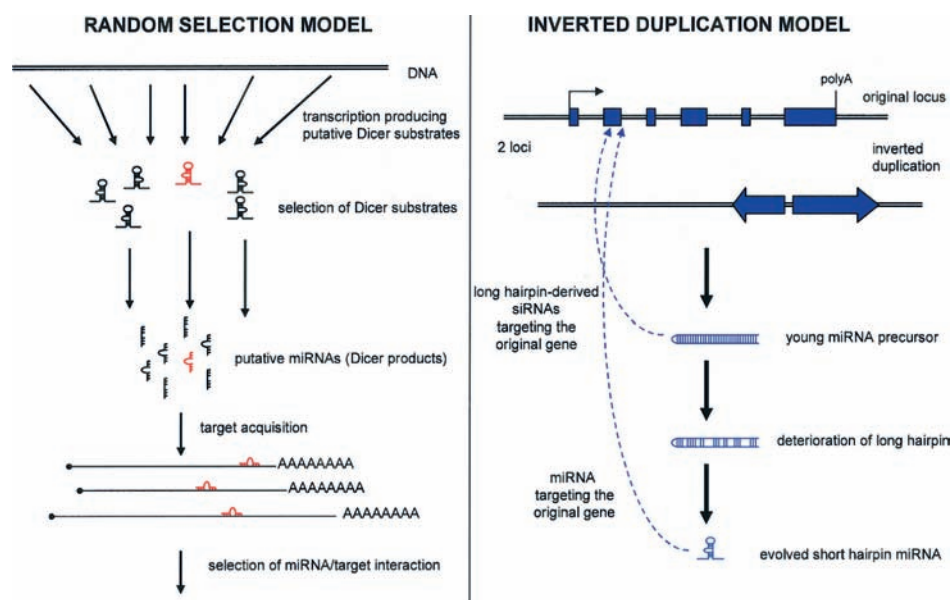 RANDOM SELECTION MODEL
DNA
transcription producing
putative Dicer substrates
selection of Dicer substrates
putative miRNAs (Dicer products)
target acquisition
AAAAAAAA
AAAAAAAA
AAAAAAAA
selection of miRNA/target interaction
INVERTED DUPLICATION MODEL
polyA
original locus
2 loci
inverted
duplication
long hairpin-derived
siRNAs
targeting the
original gene
young miRNA precursor
deterioration of long hairpin
miRNA
targeting the
original gene
evolved short hairpin miRNA